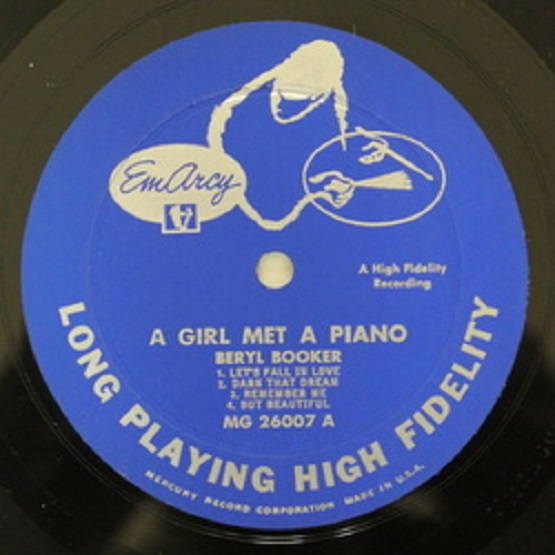 EmArcy
A High Fidelity
Recording
A GIRL MET A PIANO
BERYL BOOKER
1. LET'S FALL IN LOVE
2. DARN THAT DREAM
3. REMEMBER ME
4. BUT BEAUTIFUL
MG 26007 A
LONG PLAYING HIGH FIDELITY
MERCURY RECORD CORPORATION MADE IN U.S.A.